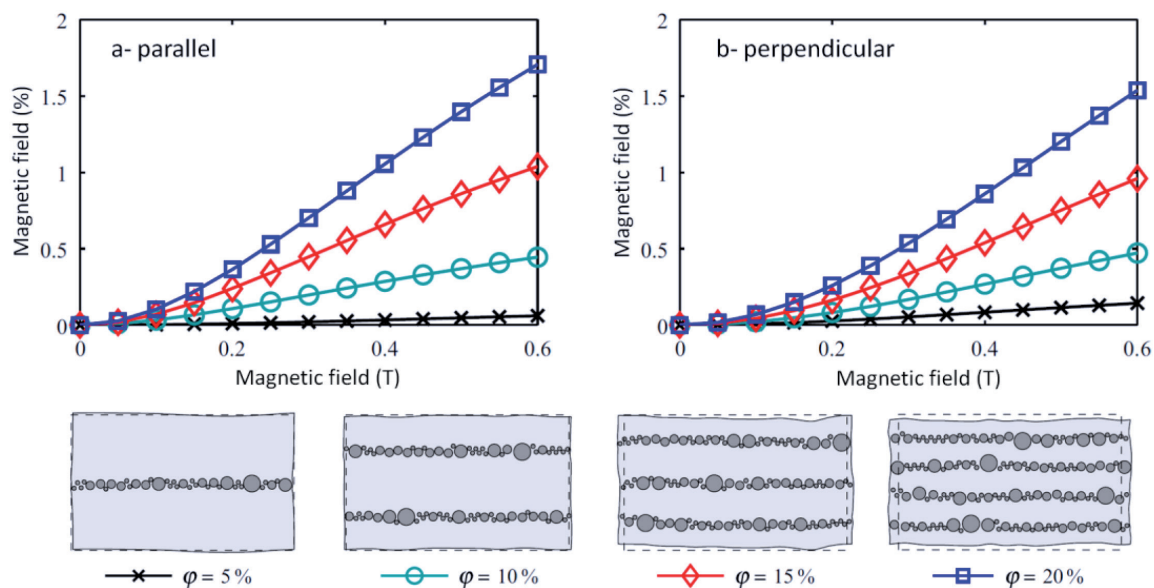 a- parallel
2
1.5
1
0.5
0
Magnetic field (%)
0 0.2 0.4 0.6
Magnetic field (T)
b- perpendicular
2
1.5
1
0.5
0
Magnetic field (%)
0 0.2 0.4 0.6
Magnetic field (T)
φ = 5 %
φ = 10 %
φ = 15 %
φ = 20 %